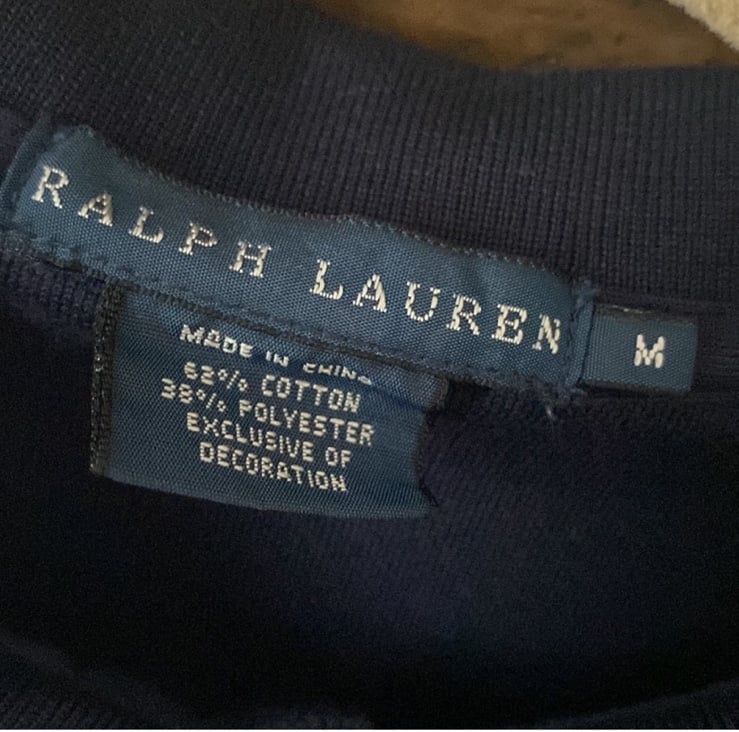 RALPH LAUREN
M
MADE IN CHINA
62% COTTON
38% POLYESTER
EXCLUSIVE OF
DECORATION